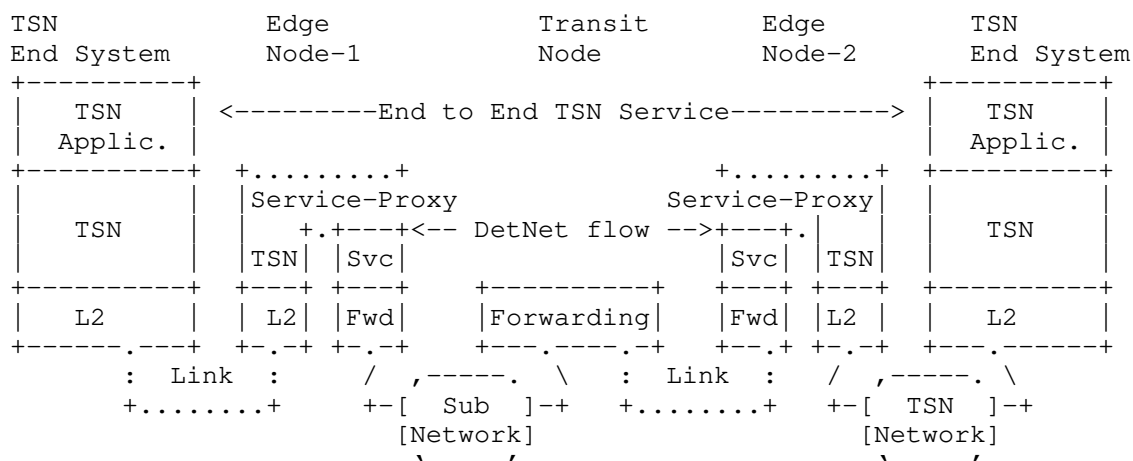 TSN Edge Transit Edge TSN
End System Node-1 Node Node-2 End System
TSN <---------End to End TSN Service----------> TSN
Applic. Applic.
Service-Proxy Service-Proxy
TSN <-- DetNet flow --> TSN
TSN Svc Svc TSN
L2 L2 Fwd Forwarding Fwd L2 L2
: Link : / ,-----. \ : Link : / ,-----. \
[ Sub ] [ TSN ]
[Network] [Network]